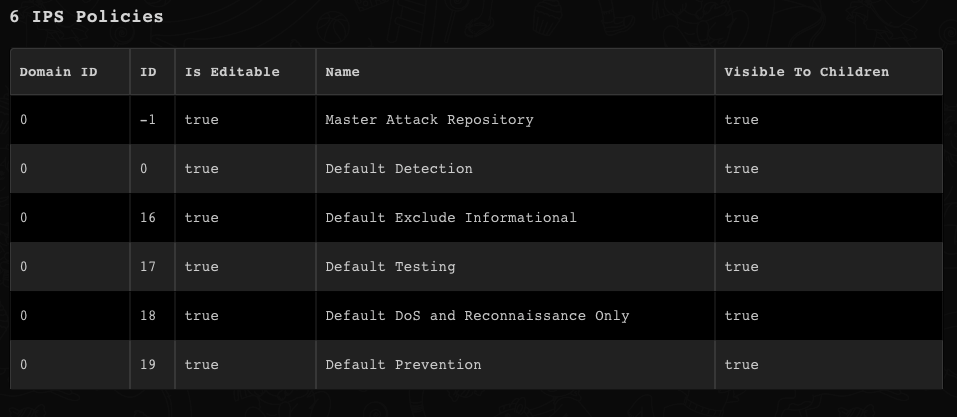 6 IPS Policies
Domain ID ID Is Editable Name Visible To Children
0 -1 true Master Attack Repository true
0 0 true Default Detection true
0 16 true Default Exclude Informational true
0 17 true Default Testing true
0 18 true Default DoS and Reconnaissance Only true
0 19 true Default Prevention true